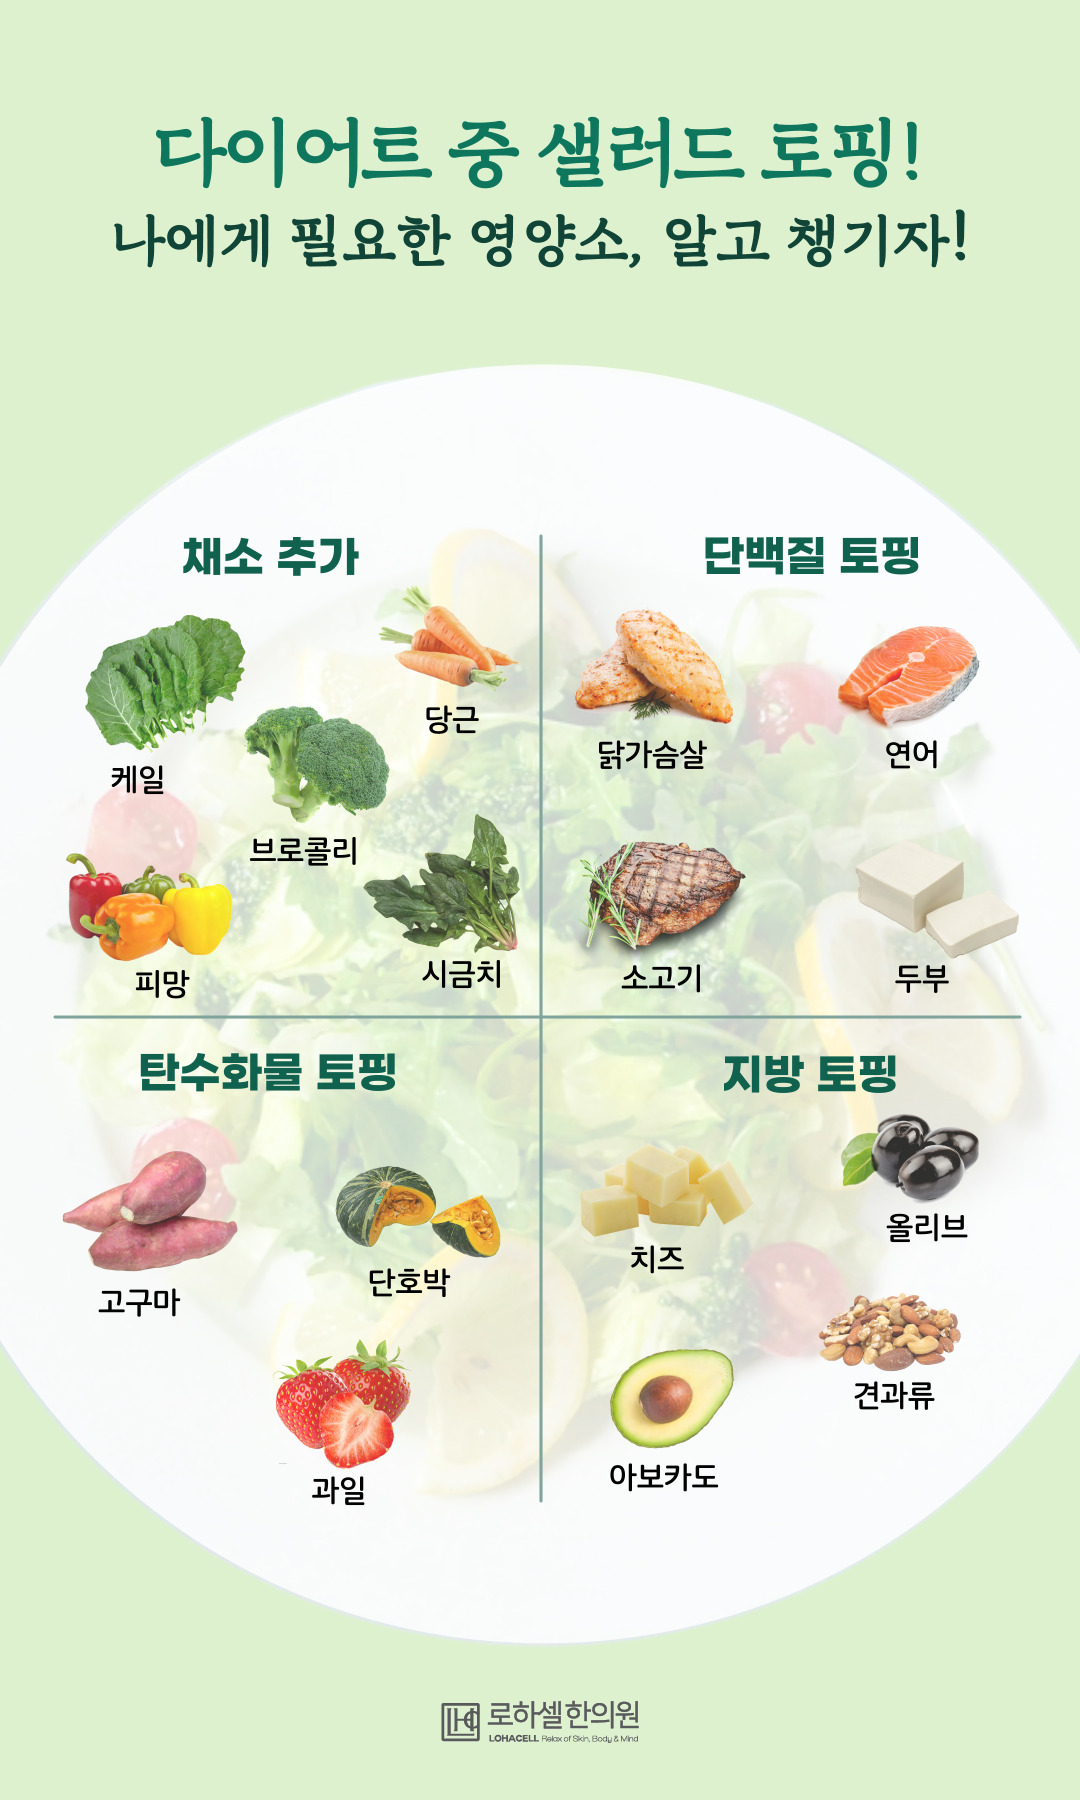 다이어트 중 샐러드 토핑!
나에게 필요한 영양소, 알고 챙기자!
채소 추가
당근
케일
브로콜리
피망
시금치
단백질 토핑
닭가슴살
연어
소고기
두부
탄수화물 토핑
고구마
단호박
과일
지방 토핑
올리브
치즈
견과류
아보카도
로하셀한의원
LOHACELL Relax of Skin, Body & Mind